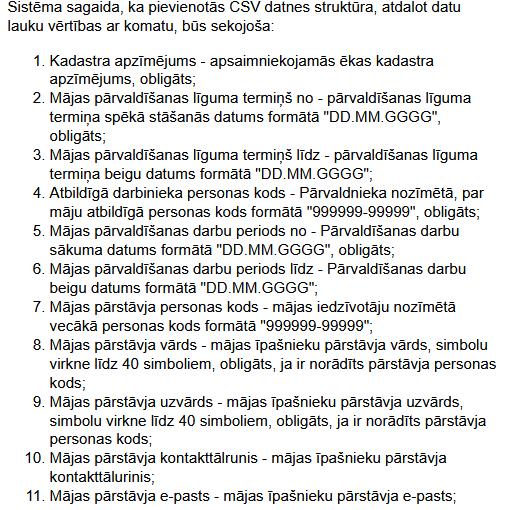 Sistēma sagaida, ka pievienotās CSV datnes struktūra, atdalot datu
lauku vērtības ar komatu, būs sekojoša:
1. Kadastra apzīmējums - apsaimniekojamās ēkas kadastra
apzīmējums, obligāts;
2. Mājas pārvaldīšanas līguma termiņš no - pārvaldīšanas līguma
termiņa spēkā stāšanās datums formātā "DD.MM.GGGG",
obligāts;
3. Mājas pārvaldīšanas līguma termiņš līdz - pārvaldīšanas līguma
termiņa beigu datums formātā "DD.MM.GGGG";
4. Atbildīgā darbinieka personas kods - Pārvaldnieka nozīmētā, par
māju atbildīgā personas kods formātā "999999-99999", obligāts;
5. Mājas pārvaldīšanas darbu periods no - Pārvaldīšanas darbu
sākuma datums formātā "DD.MM.GGGG", obligāts;
6. Mājas pārvaldīšanas darbu periods līdz - Pārvaldīšanas darbu
beigu datums formātā "DD.MM.GGGG";
7. Mājas pārstāvja personas kods - mājas iedzīvotāju nozīmētā
vecākā personas kods formātā "999999-99999";
8. Mājas pārstāvja vārds - mājas īpašnieku pārstāvja vārds, simbolu
virkne līdz 40 simboliem, obligāts, ja ir norādīts pārstāvja personas
kods;
9. Mājas pārstāvja uzvārds - mājas īpašnieku pārstāvja uzvārds,
simbolu virkne līdz 40 simboliem, obligāts, ja ir norādīts pārstāvja
personas kods;
10. Mājas pārstāvja kontakttālrunis - mājas īpašnieku pārstāvja
kontakttālurinis;
11. Mājas pārstāvja e-pasts - mājas īpašnieku pārstāvja e-pasts;